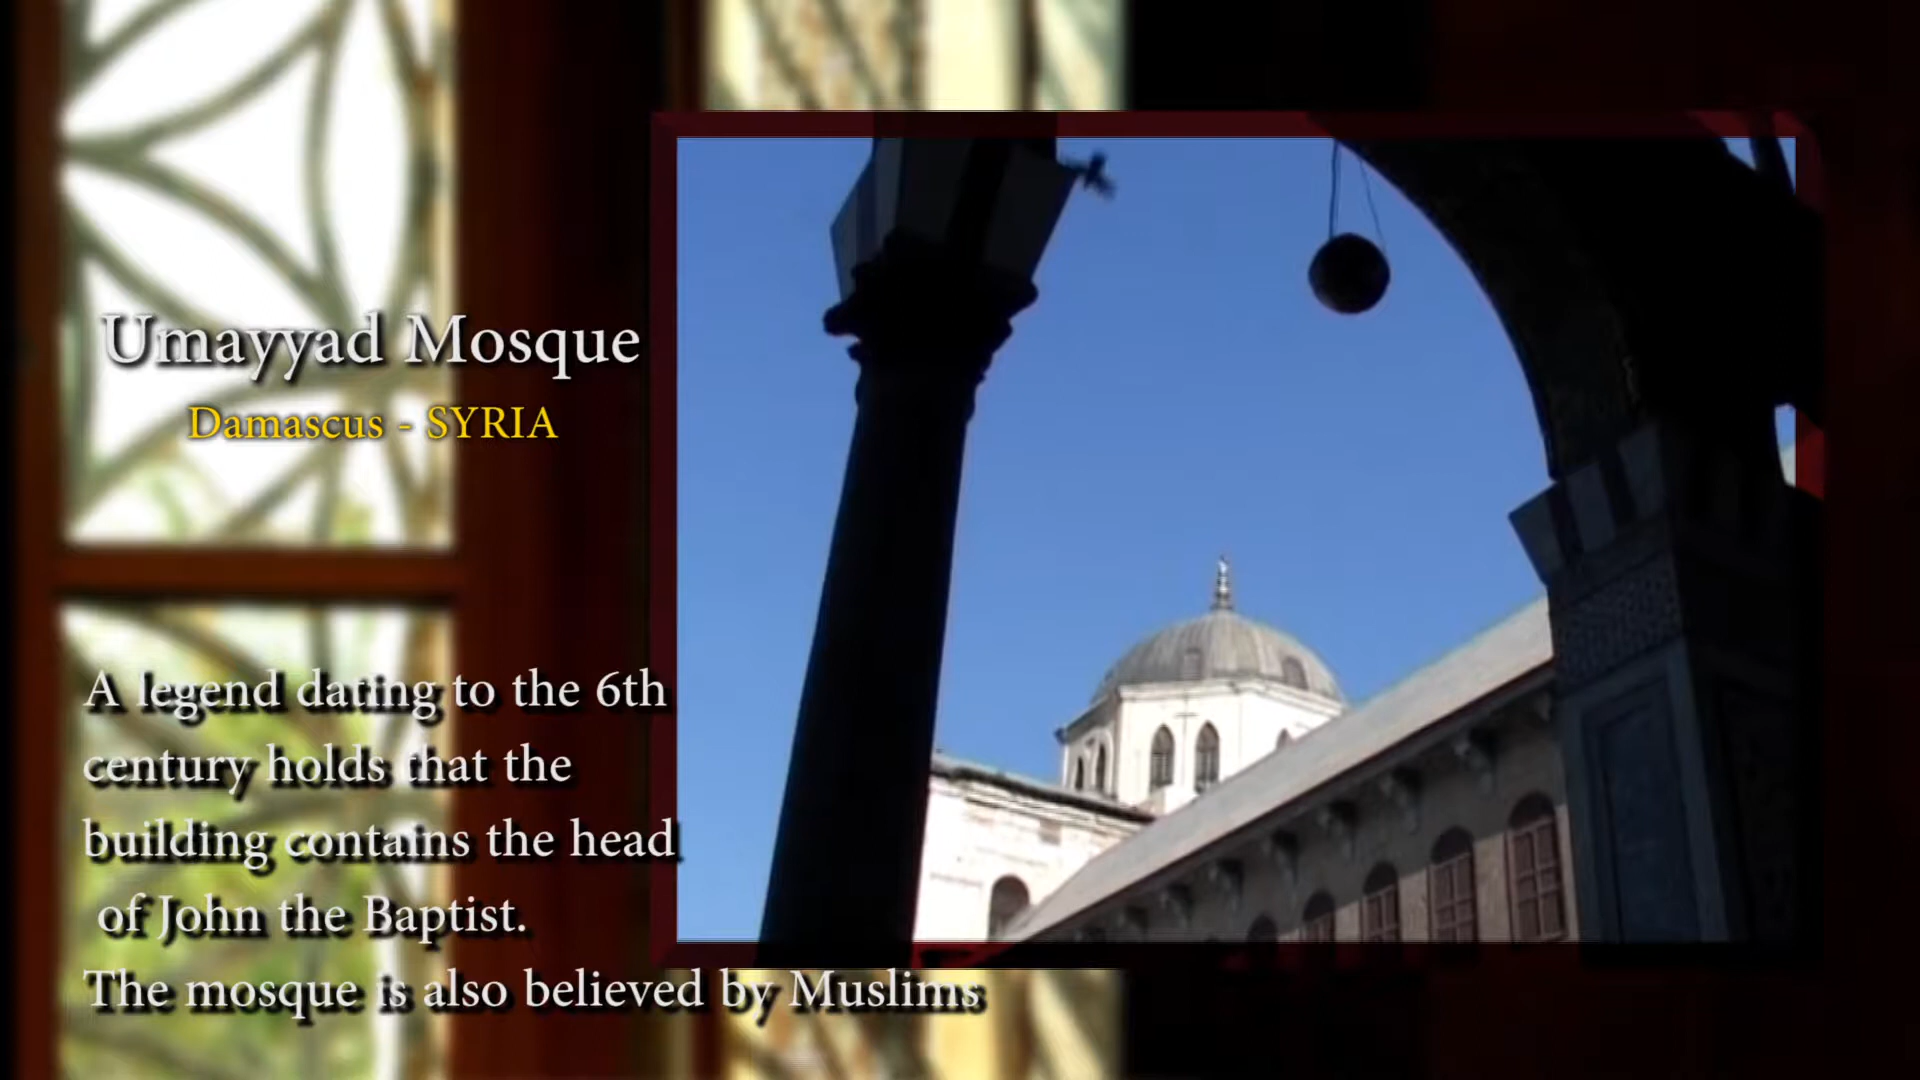 Umayyad Mosque
Damascus - SYRIA
A legend dating to the 6th
century holds that the
building contains the head
of John the Baptist.
The mosque is also believed by Muslims